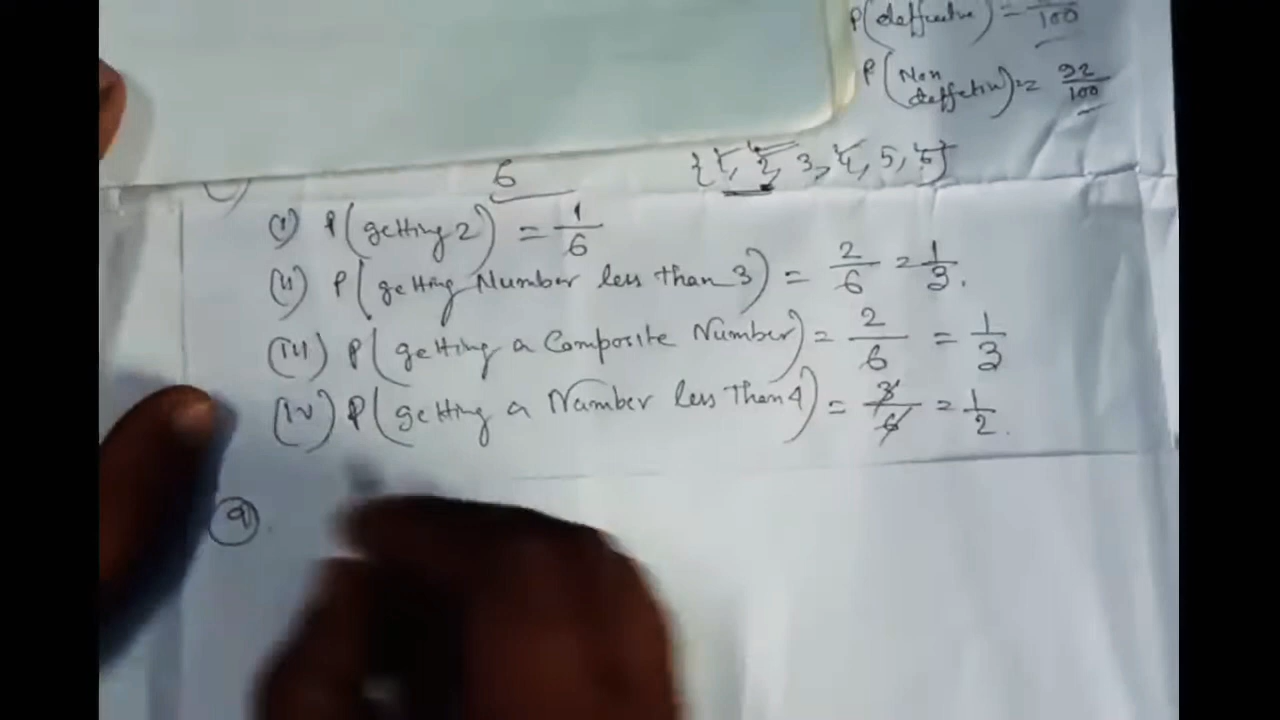 P(deffective) = /100
P(Non deffective) = 92/100
6
{1, 2, 3, 4, 5, 6}
(i) P(getting 2) = 1/6
(ii) P(getting Number less than 3) = 2/6 = 1/3.
(iii) P(getting a Composite Number) = 2/6 = 1/3
(iv) P(getting a Number less Than 4) = 3/6 = 1/2.
9.